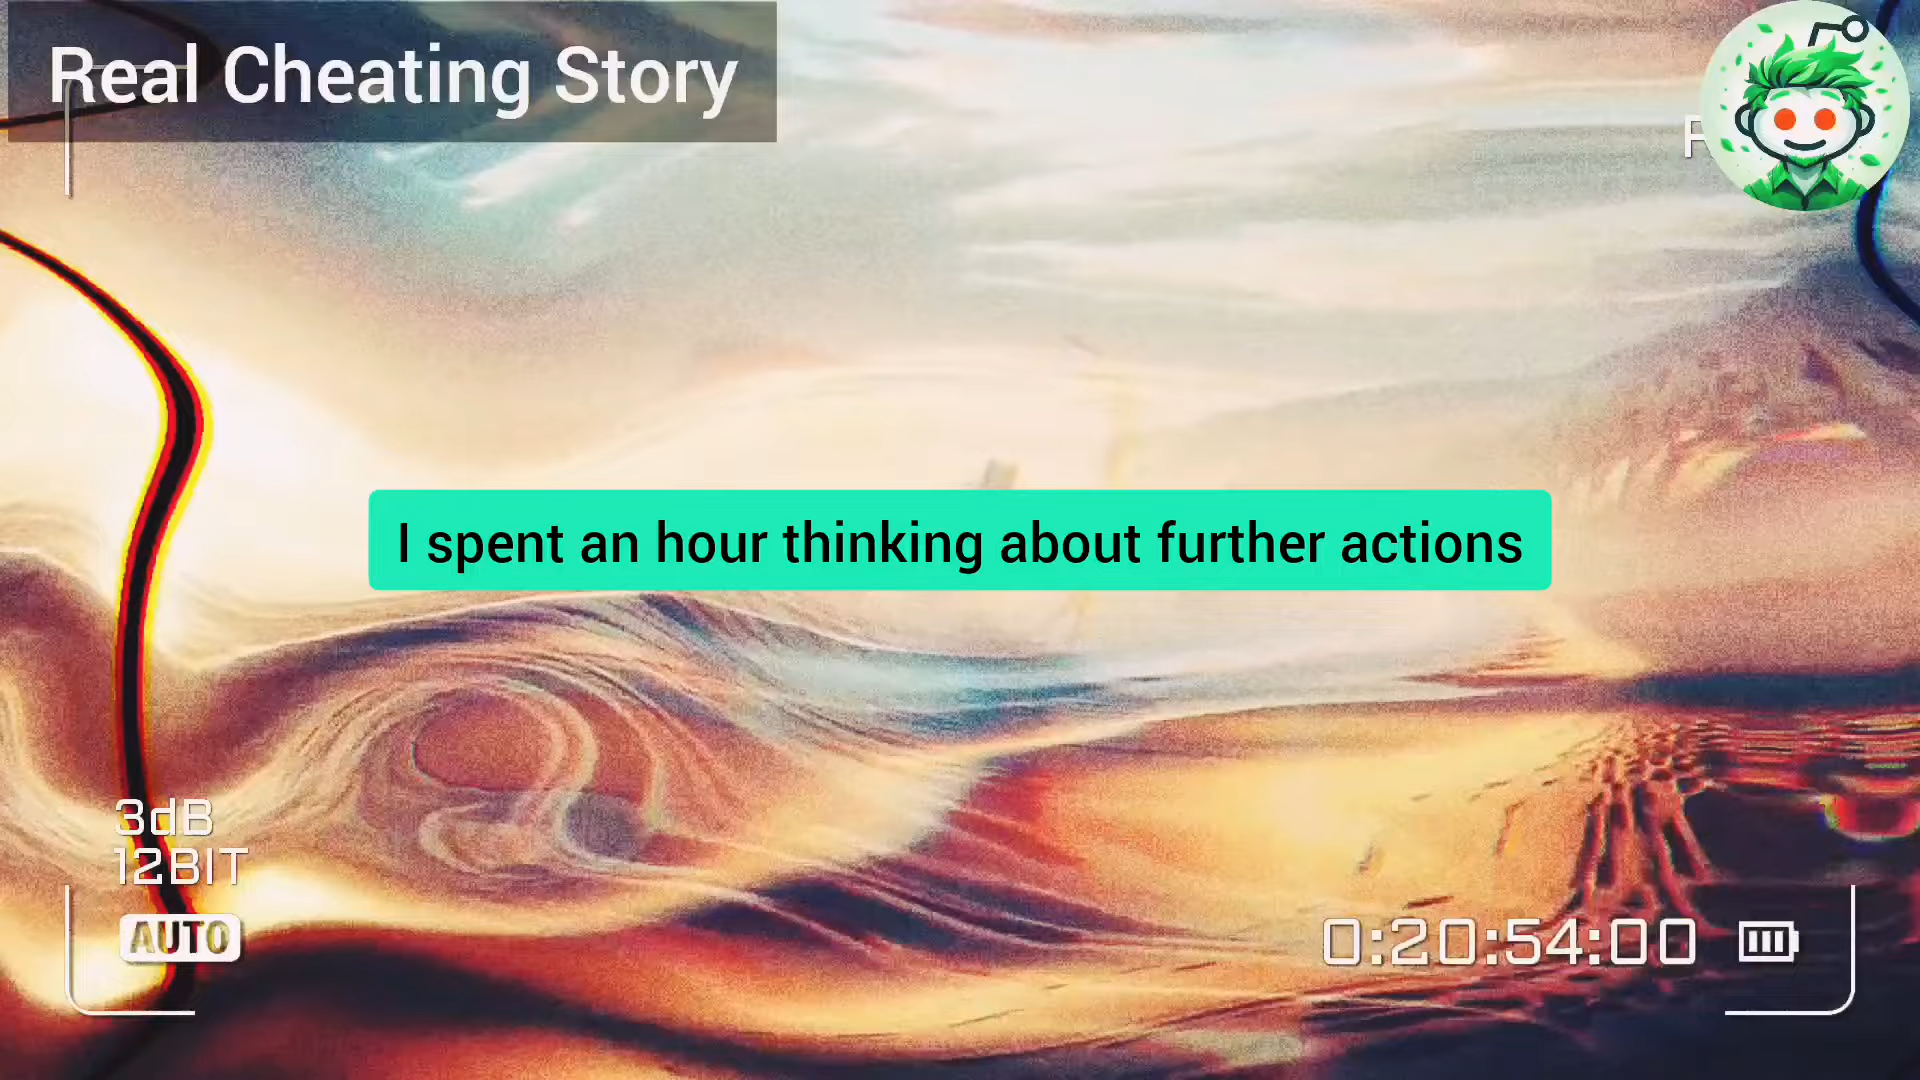 Real Cheating Story
I spent an hour thinking about further actions
3dB
12BIT
AUTO
0:20:54:00